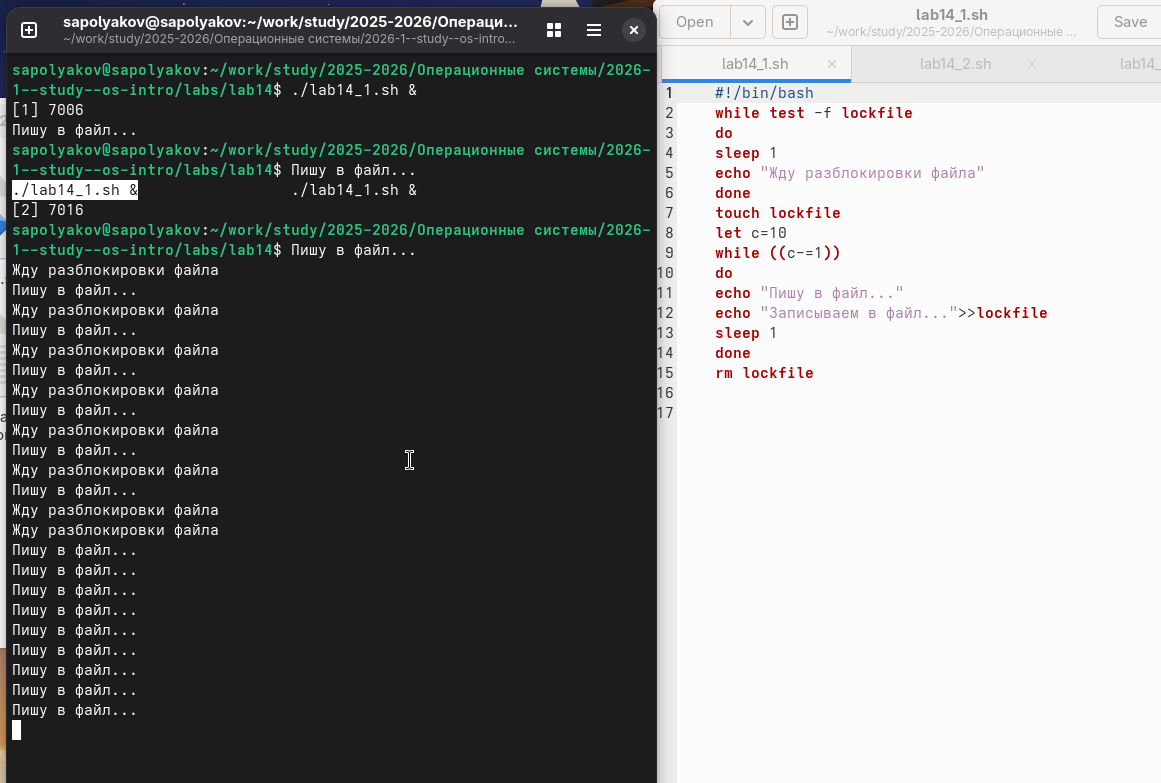 sapolyakov@sapolyakov:~/work/study/2025-2026/Операци...
~/work/study/2025-2026/Операционные системы/2026-1--study--os-intro...
sapolyakov@sapolyakov:~/work/study/2025-2026/Операционные системы/2026-
1--study--os-intro/labs/lab14$ ./lab14_1.sh &
[1] 7006
Пишу в файл...
sapolyakov@sapolyakov:~/work/study/2025-2026/Операционные системы/2026-
1--study--os-intro/labs/lab14$ Пишу в файл...
./lab14_1.sh & ./lab14_1.sh &
[2] 7016
sapolyakov@sapolyakov:~/work/study/2025-2026/Операционные системы/2026-
1--study--os-intro/labs/lab14$ Пишу в файл...
Жду разблокировки файла
Пишу в файл...
Жду разблокировки файла
Пишу в файл...
Жду разблокировки файла
Пишу в файл...
Жду разблокировки файла
Пишу в файл...
Жду разблокировки файла
Пишу в файл...
Жду разблокировки файла
Пишу в файл...
Жду разблокировки файла
Жду разблокировки файла
Пишу в файл...
Пишу в файл...
Пишу в файл...
Пишу в файл...
Пишу в файл...
Пишу в файл...
Пишу в файл...
Пишу в файл...
Пишу в файл...
Open
lab14_1.sh
~/work/study/2025-2026/Операционные системы/2026-1--study--os-intro...
Save
lab14_1.sh
lab14_2.sh
lab14_
1 #!/bin/bash
2 while test -f lockfile
3 do
4 sleep 1
5 echo "Жду разблокировки файла"
6 done
7 touch lockfile
8 let c=10
9 while ((c-=1))
10 do
11 echo "Пишу в файл..."
12 echo "Записываем в файл...">>lockfile
13 sleep 1
14 done
15 rm lockfile
16
17